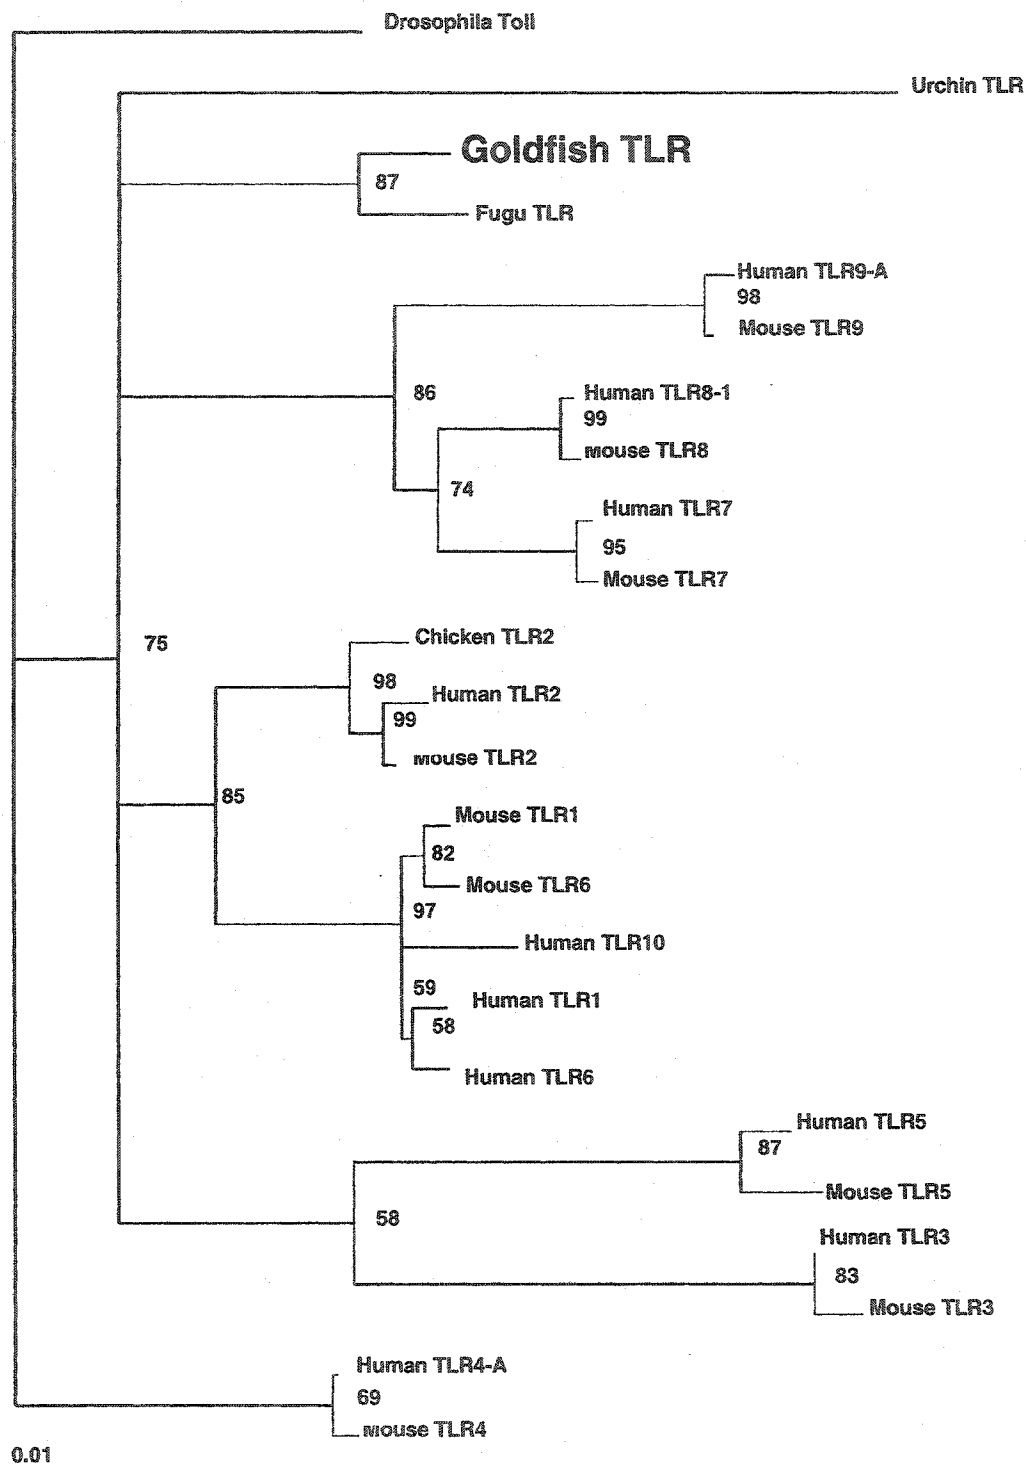 Drosophila Toll
Urchin TLR
Goldfish TLR
87
Fugu TLR
Human TLR9-A
98
Mouse TLR9
Human TLR8-1
86
99
Mouse TLR8
74
Human TLR7
95
Mouse TLR7
Chicken TLR2
75
98
Human TLR2
99
Mouse TLR2
85
Mouse TLR1
82
Mouse TLR6
97
Human TLR10
59
Human TLR1
58
Human TLR6
Human TLR5
87
Mouse TLR5
58
Human TLR3
83
Mouse TLR3
Human TLR4-A
69
Mouse TLR4
0.01